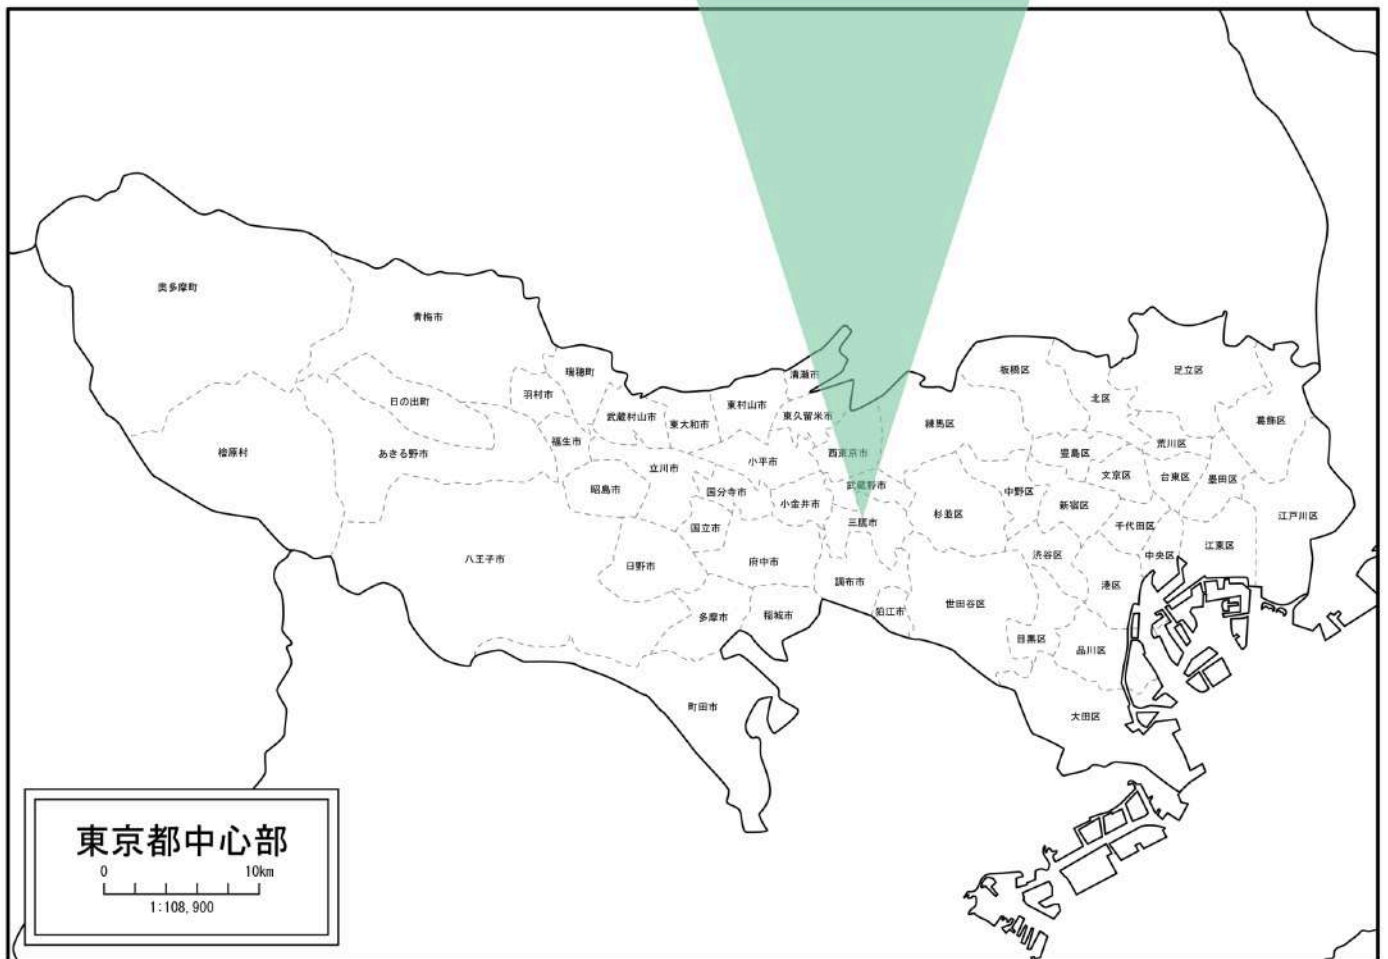 奥多摩町
青梅市
瑞穂町
清瀬市
板橋区
足立区
羽村市
日の出町
武蔵村山市
東村山市
東久留米市
北区
東大和市
練馬区
葛飾区
福生市
檜原村
あきる野市
西東京市
豊島区
荒川区
小平市
立川市
文京区
台東区
墨田区
昭島市
国分寺市
武蔵野市
中野区
小金井市
新宿区
杉並区
江戸川区
国立市
三鷹市
千代田区
江東区
八王子市
日野市
府中市
渋谷区
中央区
調布市
港区
世田谷区
狛江市
多摩市
稲城市
目黒区
品川区
町田市
大田区
東京都中心部
0 10km
1:108,900